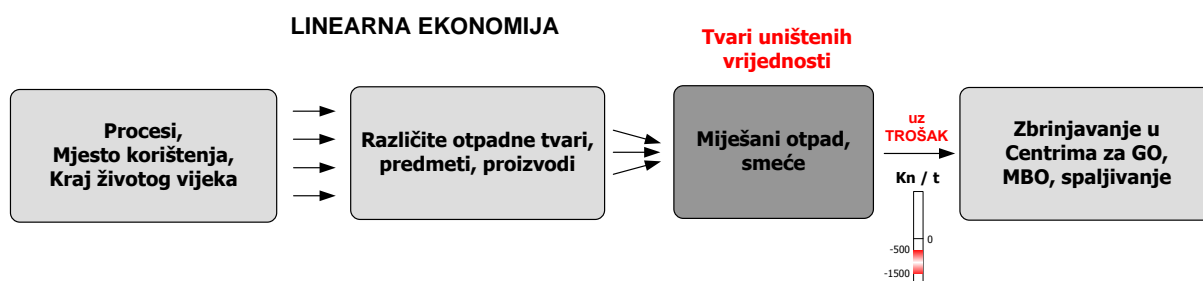 LINEARNA EKONOMIJA
Tvari uništenih
vrijednosti
Procesi,
Mjesto korištenja,
Kraj životog vijeka
Različite otpadne tvari,
predmeti, proizvodi
Miješani otpad,
smeće
uz
TROŠAK
Kn / t
0
-500
-1500
Zbrinjavanje u
Centrima za GO,
MBO, spaljivanje